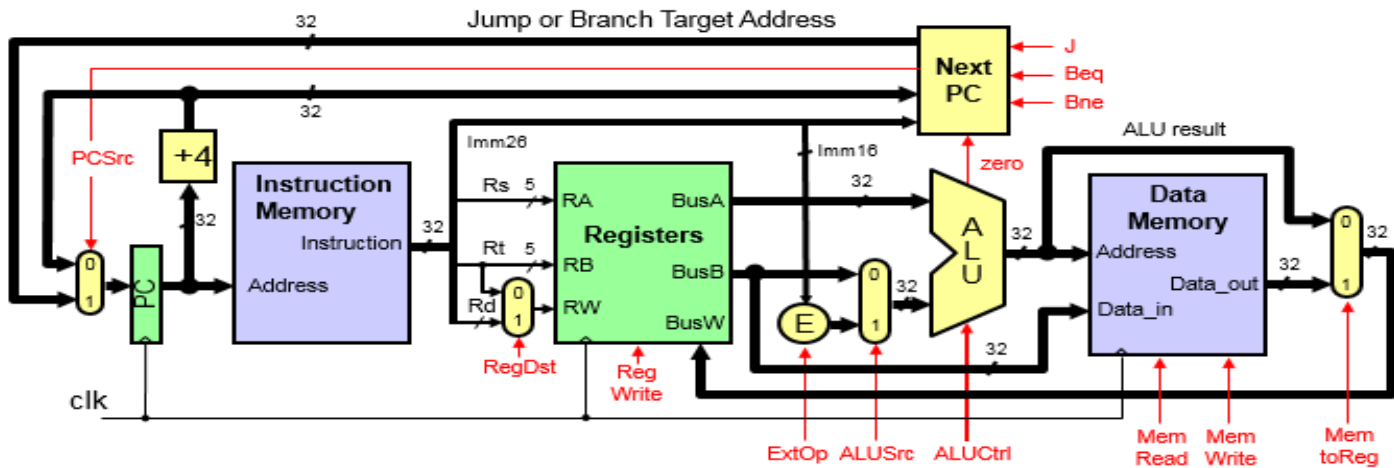 32
Jump or Branch Target Address
J
Next
PC
Beq
Bne
32
PCSrc
+4
Imm26
Imm16
zero
ALU result
32
Instruction
Memory
Instruction
Address
32
Rs
5
RA
BusA
32
Registers
Rt
5
RB
BusB
Rd
0
1
RW
BusW
RegDst
Reg
Write
0
1
PC
E
0
1
32
A
L
U
32
Data
Memory
Address
Data_out
32
Data_in
0
1
32
32
clk
ExtOp
ALUSrc
ALUCtrl
Mem
Read
Mem
Write
Mem
toReg